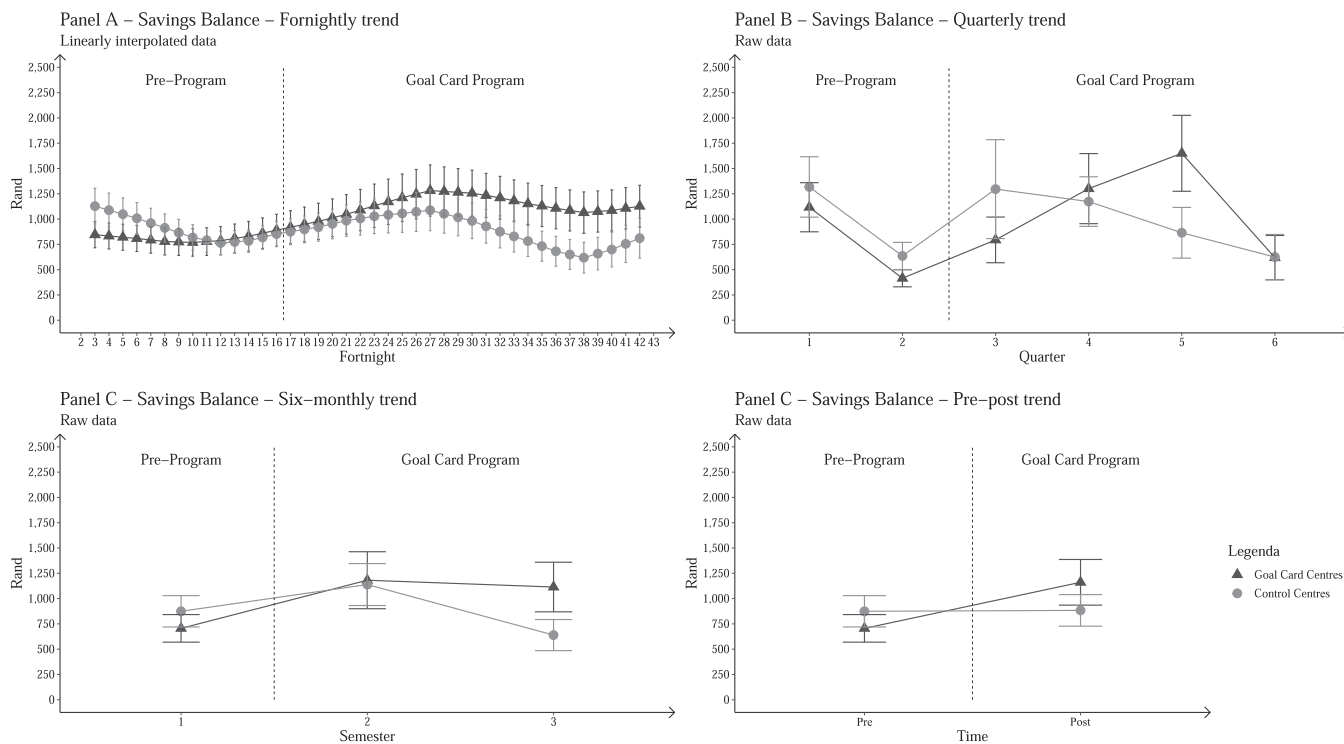 Panel A – Savings Balance – Fornightly trend
Linearly interpolated data
2,500
2,250
2,000
1,750
1,500
1,250
1,000
750
500
250
0
Rand
Pre–Program
Goal Card Program
2 3 4 5 6 7 8 9 10 11 12 13 14 15 16 17 18 19 20 21 22 23 24 25 26 27 28 29 30 31 32 33 34 35 36 37 38 39 40 41 42 43
Fortnight
Panel B – Savings Balance – Quarterly trend
Raw data
2,500
2,250
2,000
1,750
1,500
1,250
1,000
750
500
250
0
Rand
Pre–Program
Goal Card Program
1 2 3 4 5 6
Quarter
Panel C – Savings Balance – Six–monthly trend
Raw data
2,500
2,250
2,000
1,750
1,500
1,250
1,000
750
500
250
0
Rand
Pre–Program
Goal Card Program
1 2 3
Semester
Panel C – Savings Balance – Pre–post trend
Raw data
2,500
2,250
2,000
1,750
1,500
1,250
1,000
750
500
250
0
Rand
Pre–Program
Goal Card Program
Pre Post
Time
Legenda
Goal Card Centres
Control Centres